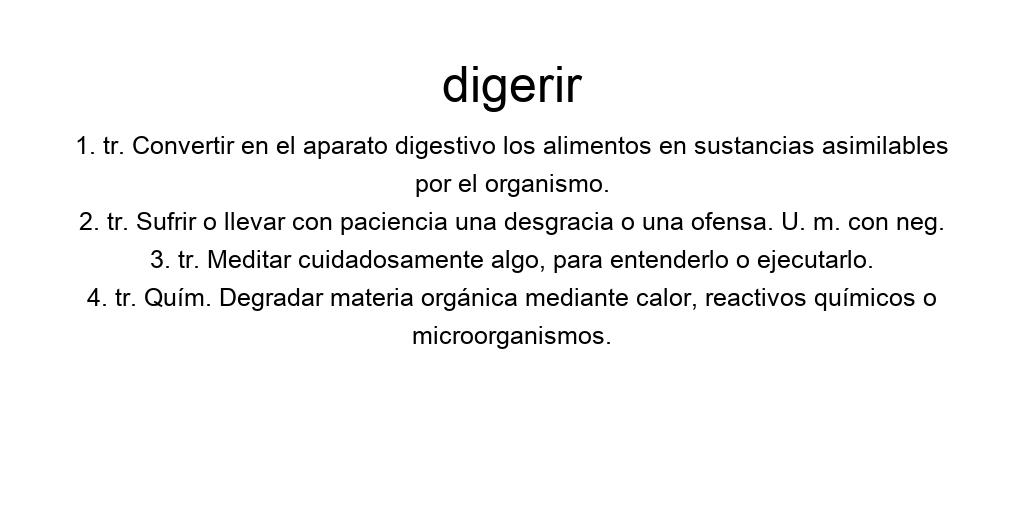 digerir
1. tr. Convertir en el aparato digestivo los alimentos en sustancias asimilables
por el organismo.
2. tr. Sufrir o llevar con paciencia una desgracia o una ofensa. U. m. con neg.
3. tr. Meditar cuidadosamente algo, para entenderlo o ejecutarlo.
4. tr. Quím. Degradar materia orgánica mediante calor, reactivos químicos o
microorganismos.